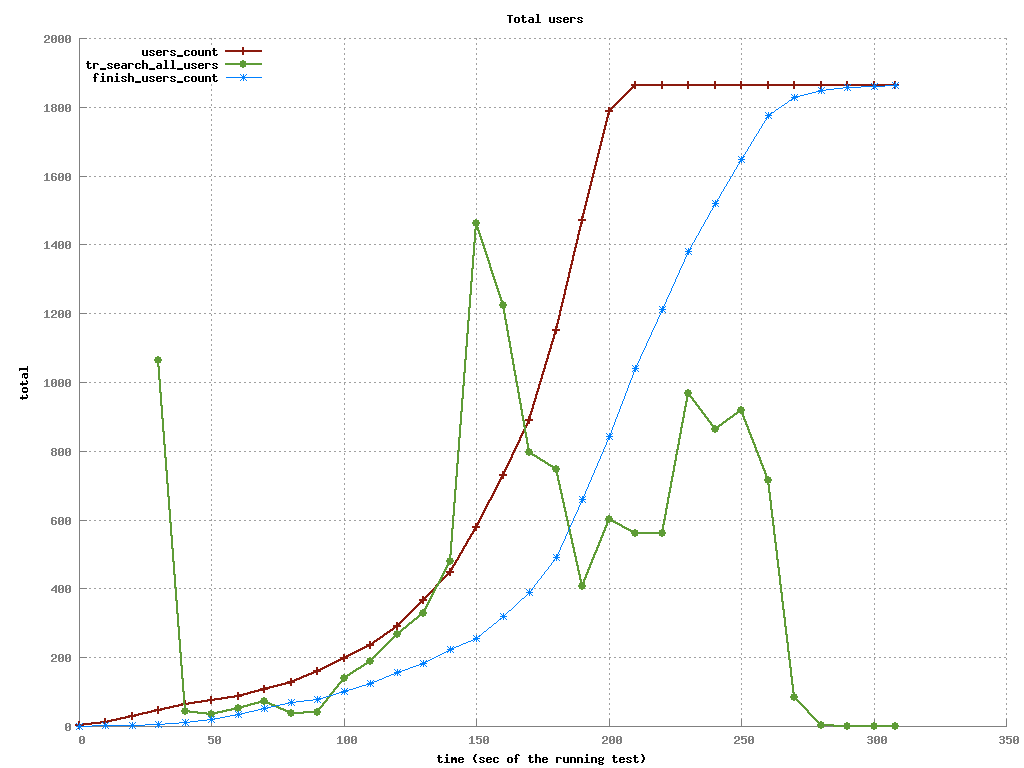 Total users
users_count
tr_search_all_users
finish_users_count
2000
1800
1600
1400
1200
1000
800
600
400
200
0
total
0 50 100 150 200 250 300 350
time (sec of the running test)